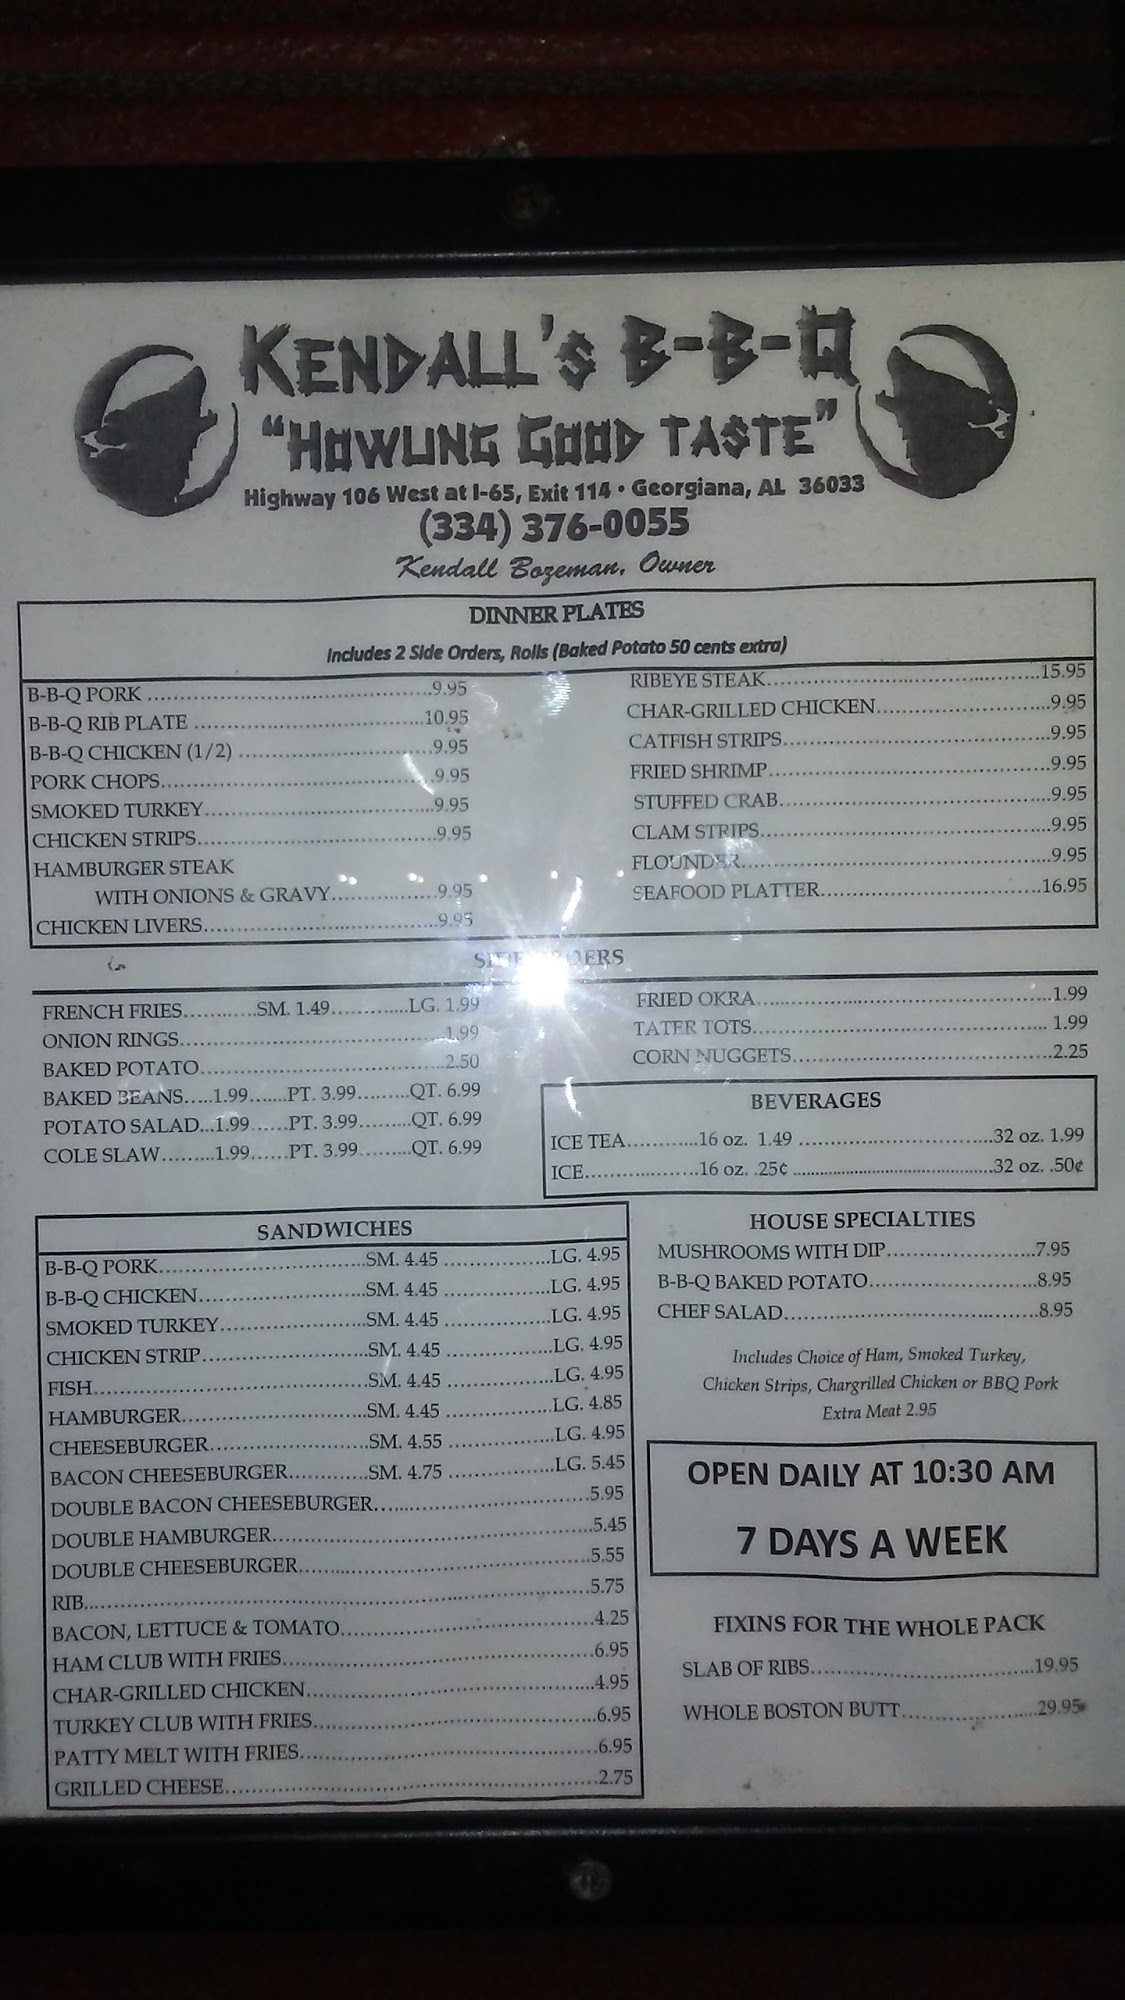 KENDALL'S B-B-Q
"HOWLING GOOD TASTE"
Highway 106 West at I-65, Exit 114 • Georgiana, AL 36033
(334) 376-0055
Kendall Bozeman, Owner
DINNER PLATES
Includes 2 Side Orders, Rolls (Baked Potato 50 cents extra)
B-B-Q PORK 9.95
B-B-Q RIB PLATE 10.95
B-B-Q CHICKEN (1/2) 9.95
PORK CHOPS 9.95
SMOKED TURKEY 9.95
CHICKEN STRIPS 9.95
HAMBURGER STEAK
WITH ONIONS & GRAVY 9.95
CHICKEN LIVERS 9.95
RIBEYE STEAK 15.95
CHAR-GRILLED CHICKEN 9.95
CATFISH STRIPS 9.95
FRIED SHRIMP 9.95
STUFFED CRAB 9.95
CLAM STRIPS 9.95
FLOUNDER 9.95
SEAFOOD PLATTER 16.95
SIDE ORDERS
FRENCH FRIES SM. 1.49 LG. 1.99
ONION RINGS 1.99
BAKED POTATO 2.50
BAKED BEANS 1.99 PT. 3.99 QT. 6.99
POTATO SALAD 1.99 PT. 3.99 QT. 6.99
COLE SLAW 1.99 PT. 3.99 QT. 6.99
FRIED OKRA 1.99
TATER TOTS 1.99
CORN NUGGETS 2.25
BEVERAGES
ICE TEA 16 oz. 1.49 32 oz. 1.99
ICE 16 oz. .25¢ 32 oz. .50¢
SANDWICHES
B-B-Q PORK SM. 4.45 LG. 4.95
B-B-Q CHICKEN SM. 4.45 LG. 4.95
SMOKED TURKEY SM. 4.45 LG. 4.95
CHICKEN STRIP SM. 4.45 LG. 4.95
FISH SM. 4.45 LG. 4.95
HAMBURGER SM. 4.45 LG. 4.85
CHEESEBURGER SM. 4.55 LG. 4.95
BACON CHEESEBURGER SM. 4.75 LG. 5.45
DOUBLE BACON CHEESEBURGER 5.95
DOUBLE HAMBURGER 5.45
DOUBLE CHEESEBURGER 5.55
RIB 5.75
BACON, LETTUCE & TOMATO 4.25
HAM CLUB WITH FRIES 6.95
CHAR-GRILLED CHICKEN 4.95
TURKEY CLUB WITH FRIES 6.95
PATTY MELT WITH FRIES 6.95
GRILLED CHEESE 2.75
HOUSE SPECIALTIES
MUSHROOMS WITH DIP 7.95
B-B-Q BAKED POTATO 8.95
CHEF SALAD 8.95
Includes Choice of Ham, Smoked Turkey,
Chicken Strips, Chargrilled Chicken or BBQ Pork
Extra Meat 2.95
OPEN DAILY AT 10:30 AM
7 DAYS A WEEK
FIXINS FOR THE WHOLE PACK
SLAB OF RIBS 19.95
WHOLE BOSTON BUTT 29.95